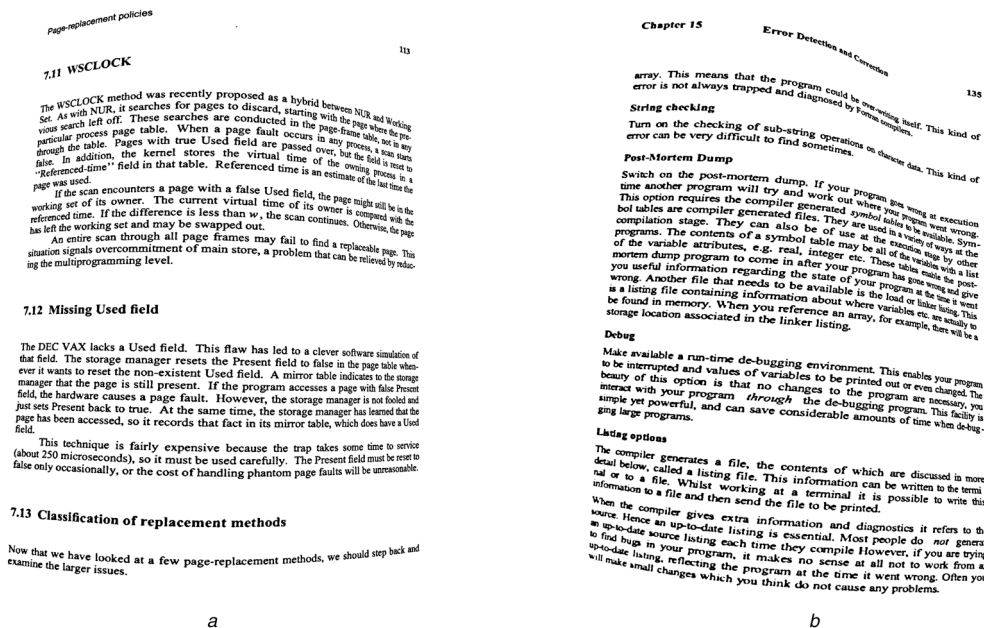 Page-replacement policies
113
7.11 WSCLOCK
The WSCLOCK method was recently proposed as a hybrid between NUR and Working
Set. As with NUR, it searches for pages to discard, starting with the page where the pre-
vious search left off. These searches are conducted in the page-frame table, not in any
particular process page table. When a page fault occurs in any process, a scan starts
through the table. Pages with true Used field are passed over, but the field is reset to
false. In addition, the kernel stores the virtual time of the owning process in a
"Referenced-time" field in that table. Referenced time is an estimate of the last time the
page was used.
If the scan encounters a page with a false Used field, the page might still be in the
working set of its owner. The current virtual time of its owner is compared with the
referenced time. If the difference is less than w, the scan continues. Otherwise, the page
has left the working set and may be swapped out.
An entire scan through all page frames may fail to find a replaceable page. This
situation signals overcommitment of main store, a problem that can be relieved by reduc-
ing the multiprogramming level.
7.12 Missing Used field
The DEC VAX lacks a Used field. This flaw has led to a clever software simulation of
that field. The storage manager resets the Present field to false in the page table when-
ever it wants to reset the non-existent Used field. A mirror table indicates to the storage
manager that the page is still present. If the program accesses a page with false Present
field, the hardware causes a page fault. However, the storage manager is not fooled and
just sets Present back to true. At the same time, the storage manager has learned that the
page has been accessed, so it records that fact in its mirror table, which does have a Used
field.
This technique is fairly expensive because the trap takes some time to service
(about 250 microseconds), so it must be used carefully. The Present field must be reset to
false only occasionally, or the cost of handling phantom page faults will be unreasonable.
7.13 Classification of replacement methods
Now that we have looked at a few page-replacement methods, we should step back and
examine the larger issues.
a
Chapter 15 Error Detection and Correction
135
array. This means that the program could be over-writing itself. This kind of
error is not always trapped and diagnosed by Fortran compilers.
String checking
Turn on the checking of sub-string operations on character data. This kind of
error can be very difficult to find sometimes.
Post-Mortem Dump
Switch on the post-mortem dump. If your program goes wrong at execution
time another program will try and work out where your program went wrong.
This option requires the compiler generated symbol tables to be available. Sym-
bol tables are compiler generated files. They are used in a variety of ways at the
compilation stage. They can also be of use at the execution stage by other
programs. The contents of a symbol table may be all of the variables with a list
of the variable attributes, e.g. real, integer etc. These tables enable the post-
mortem dump program to come in after your program has gone wrong and give
you useful information regarding the state of your program at the time it went
wrong. Another file that needs to be available is the load or linker listing. This
is a listing file containing information about where variables etc. are actually to
be found in memory. When you reference an array, for example, there will be a
storage location associated in the linker listing.
Debug
Make available a run-time de-bugging environment. This enables your program
to be interrupted and values of variables to be printed out or even changed. The
beauty of this option is that no changes to the program are necessary, you
interact with your program through the de-bugging program. This facility is
simple yet powerful, and can save considerable amounts of time when de-bug-
ging large programs.
Listing options
The compiler generates a file, the contents of which are discussed in more
detail below, called a listing file. This information can be written to the termi
nal or to a file. Whilst working at a terminal it is possible to write this
information to a file and then send the file to be printed.
When the compiler gives extra information and diagnostics it refers to th
source. Hence an up-to-date listing is essential. Most people do not genera
an up-to-date source listing each time they compile However, if you are trying
to find bugs in your program, it makes no sense at all not to work from a
up-to-date listing, reflecting the program at the time it went wrong. Often you
will make small changes which you think do not cause any problems.
b